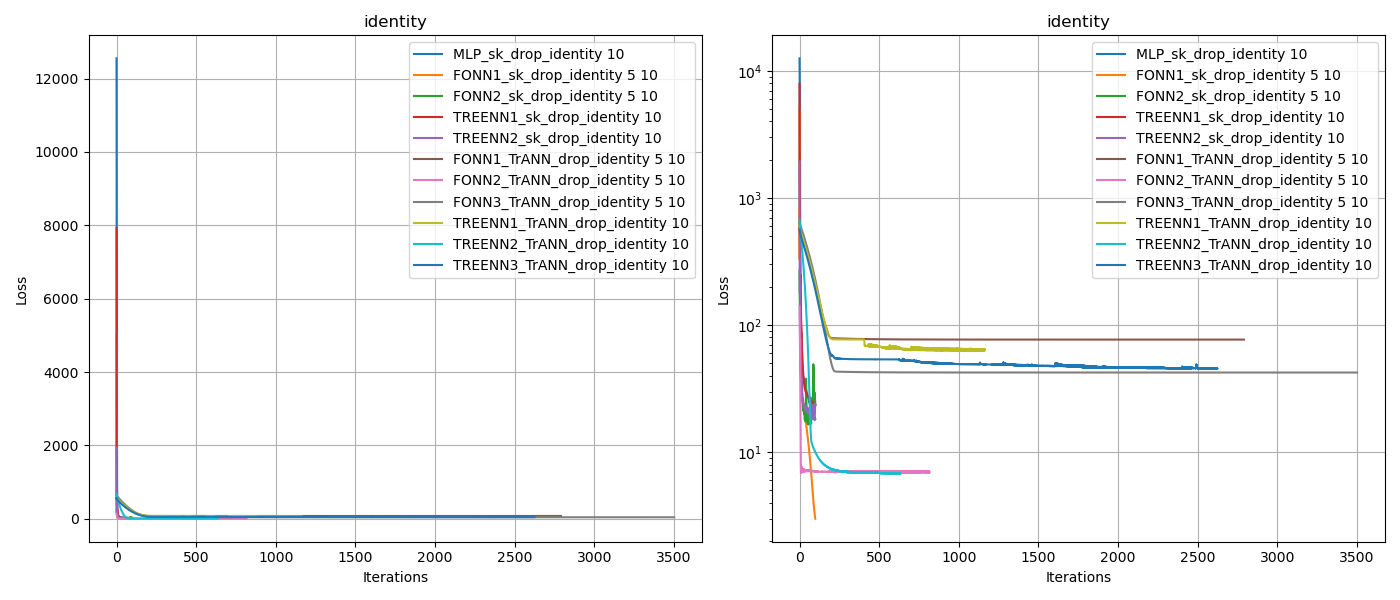 identity
12000
10000
8000
6000
4000
2000
0
Loss
0 500 1000 1500 2000 2500 3000 3500
Iterations
MLP_sk_drop_identity 10
FONN1_sk_drop_identity 5 10
FONN2_sk_drop_identity 5 10
TREENN1_sk_drop_identity 10
TREENN2_sk_drop_identity 10
FONN1_TrANN_drop_identity 5 10
FONN2_TrANN_drop_identity 5 10
FONN3_TrANN_drop_identity 5 10
TREENN1_TrANN_drop_identity 10
TREENN2_TrANN_drop_identity 10
TREENN3_TrANN_drop_identity 10
identity
10⁴
10³
10²
10¹
Loss
0 500 1000 1500 2000 2500 3000 3500
Iterations
MLP_sk_drop_identity 10
FONN1_sk_drop_identity 5 10
FONN2_sk_drop_identity 5 10
TREENN1_sk_drop_identity 10
TREENN2_sk_drop_identity 10
FONN1_TrANN_drop_identity 5 10
FONN2_TrANN_drop_identity 5 10
FONN3_TrANN_drop_identity 5 10
TREENN1_TrANN_drop_identity 10
TREENN2_TrANN_drop_identity 10
TREENN3_TrANN_drop_identity 10